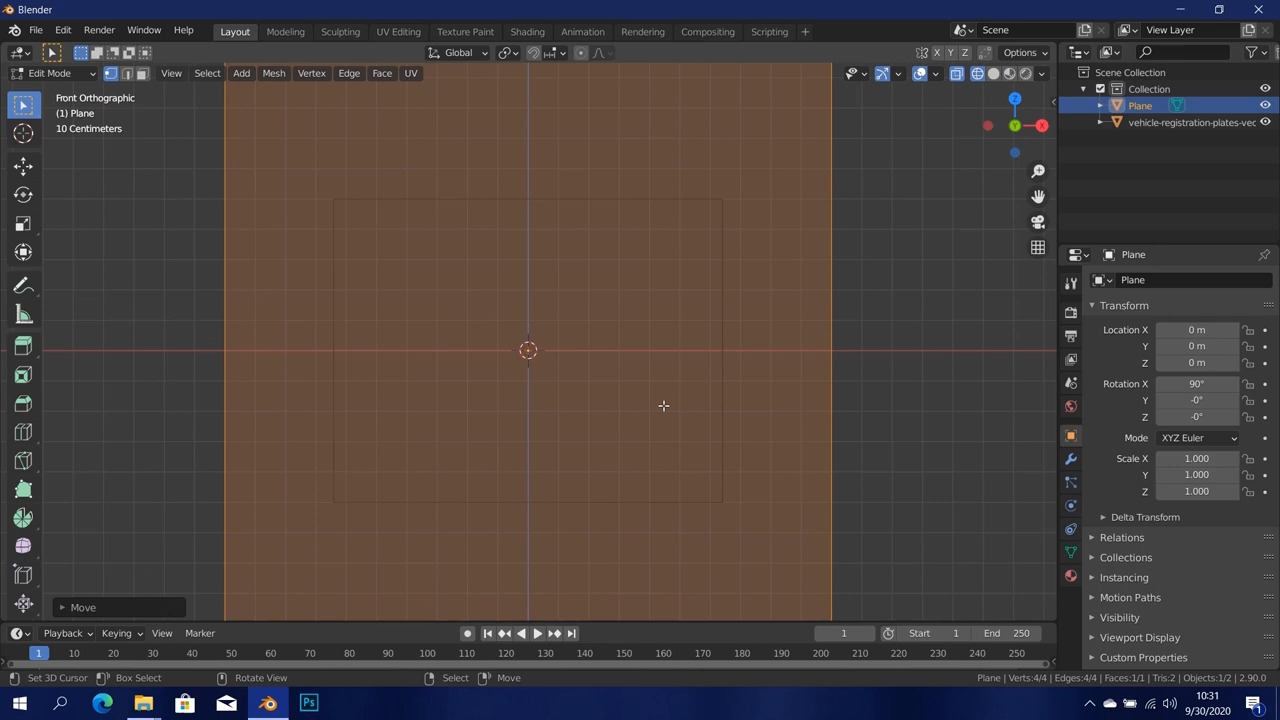 Blender
File Edit Render Window Help Layout Modeling Sculpting UV Editing Texture Paint Shading Animation Rendering Compositing Scripting + Scene View Layer
Global X Y Z Options
Edit Mode View Select Add Mesh Vertex Edge Face UV
Scene Collection
Collection
Plane
vehicle-registration-plates-vec
Front Orthographic
(1) Plane
10 Centimeters
Z
X
Y
Plane
Plane
Transform
Location X 0 m
Y 0 m
Z 0 m
Rotation X 90°
Y -0°
Z -0°
Mode XYZ Euler
Scale X 1.000
Y 1.000
Z 1.000
Delta Transform
Relations
Collections
Instancing
Motion Paths
Visibility
Viewport Display
Custom Properties
Move
Playback Keying View Marker 1 Start 1 End 250
1 10 20 30 40 50 60 70 80 90 100 110 120 130 140 150 160 170 180 190 200 210 220 230 240 250
Set 3D Cursor Box Select Rotate View Select Move Plane | Verts:4/4 | Edges:4/4 | Faces:1/1 | Tris:2 | Objects:1/2 | 2.90.0
Ps
10:31
9/30/2020
1